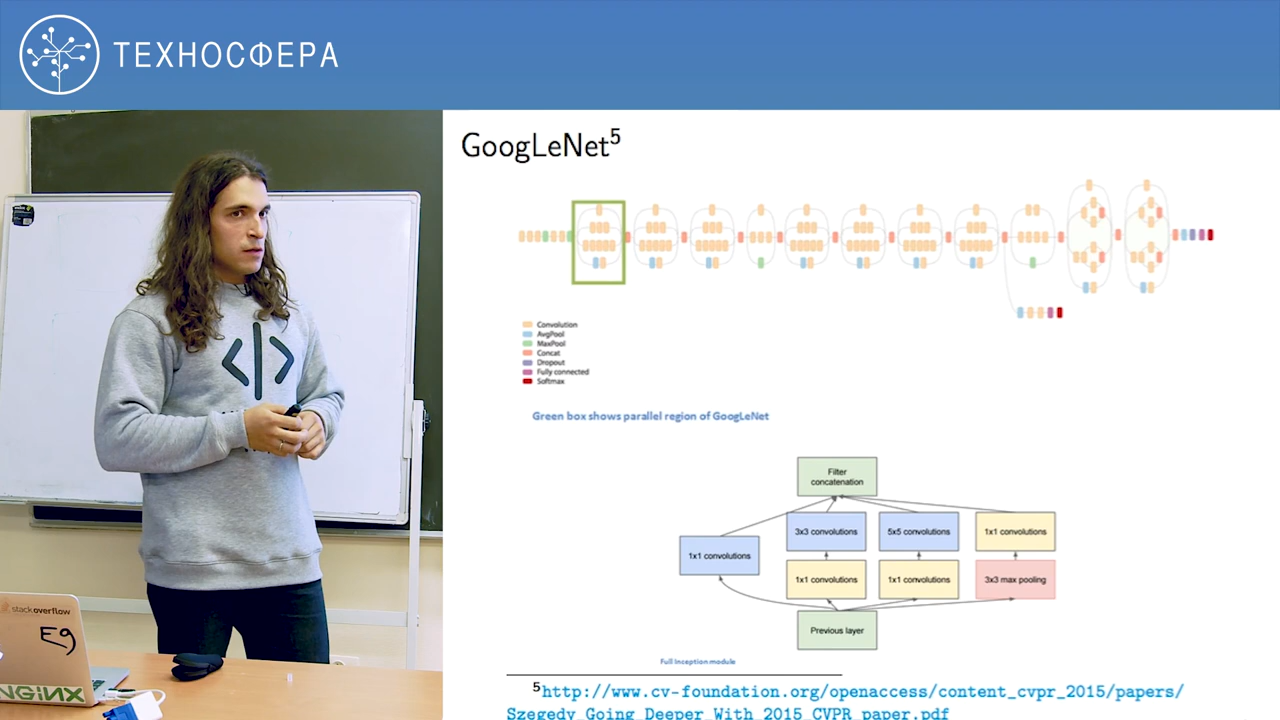 ТЕХНОСФЕРА
GoogLeNet5
Convolution
AvgPool
MaxPool
Concat
Dropout
Fully connected
Softmax
Green box shows parallel region of GoogLeNet
Filter
concatenation
3x3 convolutions
5x5 convolutions
1x1 convolutions
1x1 convolutions
1x1 convolutions
1x1 convolutions
3x3 max pooling
Previous layer
Full Inception module
5http://www.cv-foundation.org/openaccess/content_cvpr_2015/papers/
Szegedy_Going_Deeper_With_2015_CVPR_paper.pdf
</> 
stackoverflow
E9
NGiNX